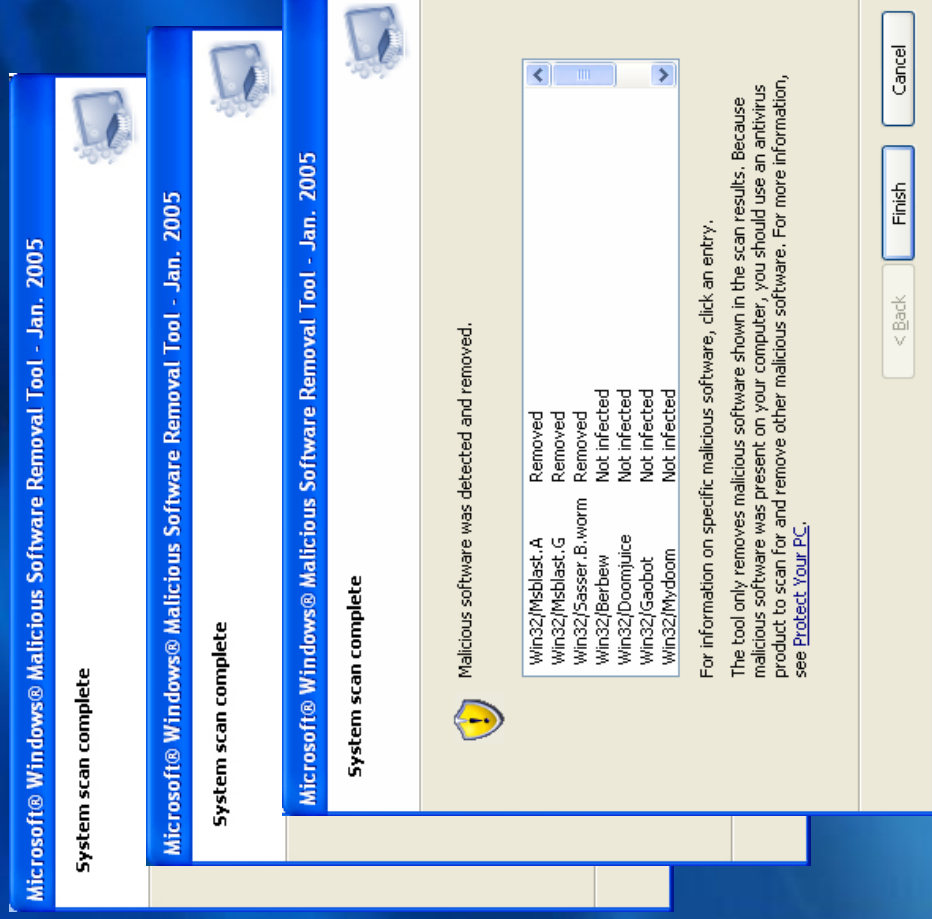 Microsoft® Windows® Malicious Software Removal Tool - Jan. 2005
System scan complete
Microsoft® Windows® Malicious Software Removal Tool - Jan. 2005
System scan complete
Microsoft® Windows® Malicious Software Removal Tool - Jan. 2005
System scan complete
Malicious software was detected and removed.
Win32/Msblast.A Removed
Win32/Msblast.G Removed
Win32/Sasser.B.worm Removed
Win32/Berbew Not infected
Win32/Doomjuice Not infected
Win32/Gaobot Not infected
Win32/Mydoom Not infected
For information on specific malicious software, click an entry.
The tool only removes malicious software shown in the scan results. Because
malicious software was present on your computer, you should use an antivirus
product to scan for and remove other malicious software. For more information,
see Protect Your PC.
< Back Finish Cancel